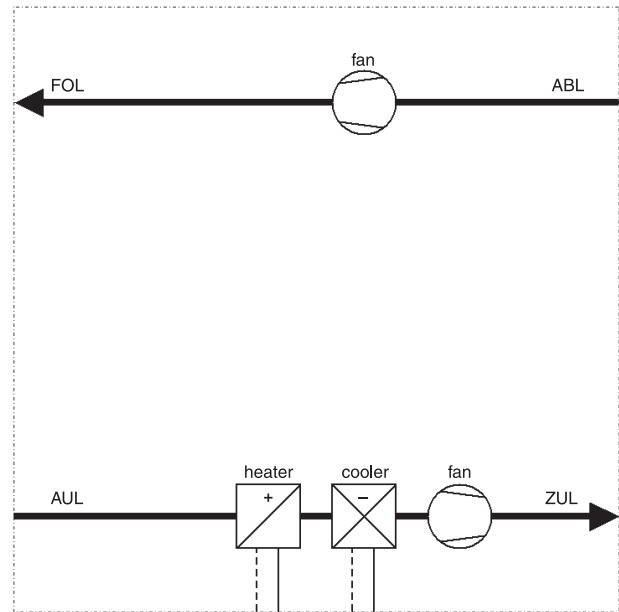 fan
FOL
ABL
heater
cooler
fan
AUL
+
−
ZUL